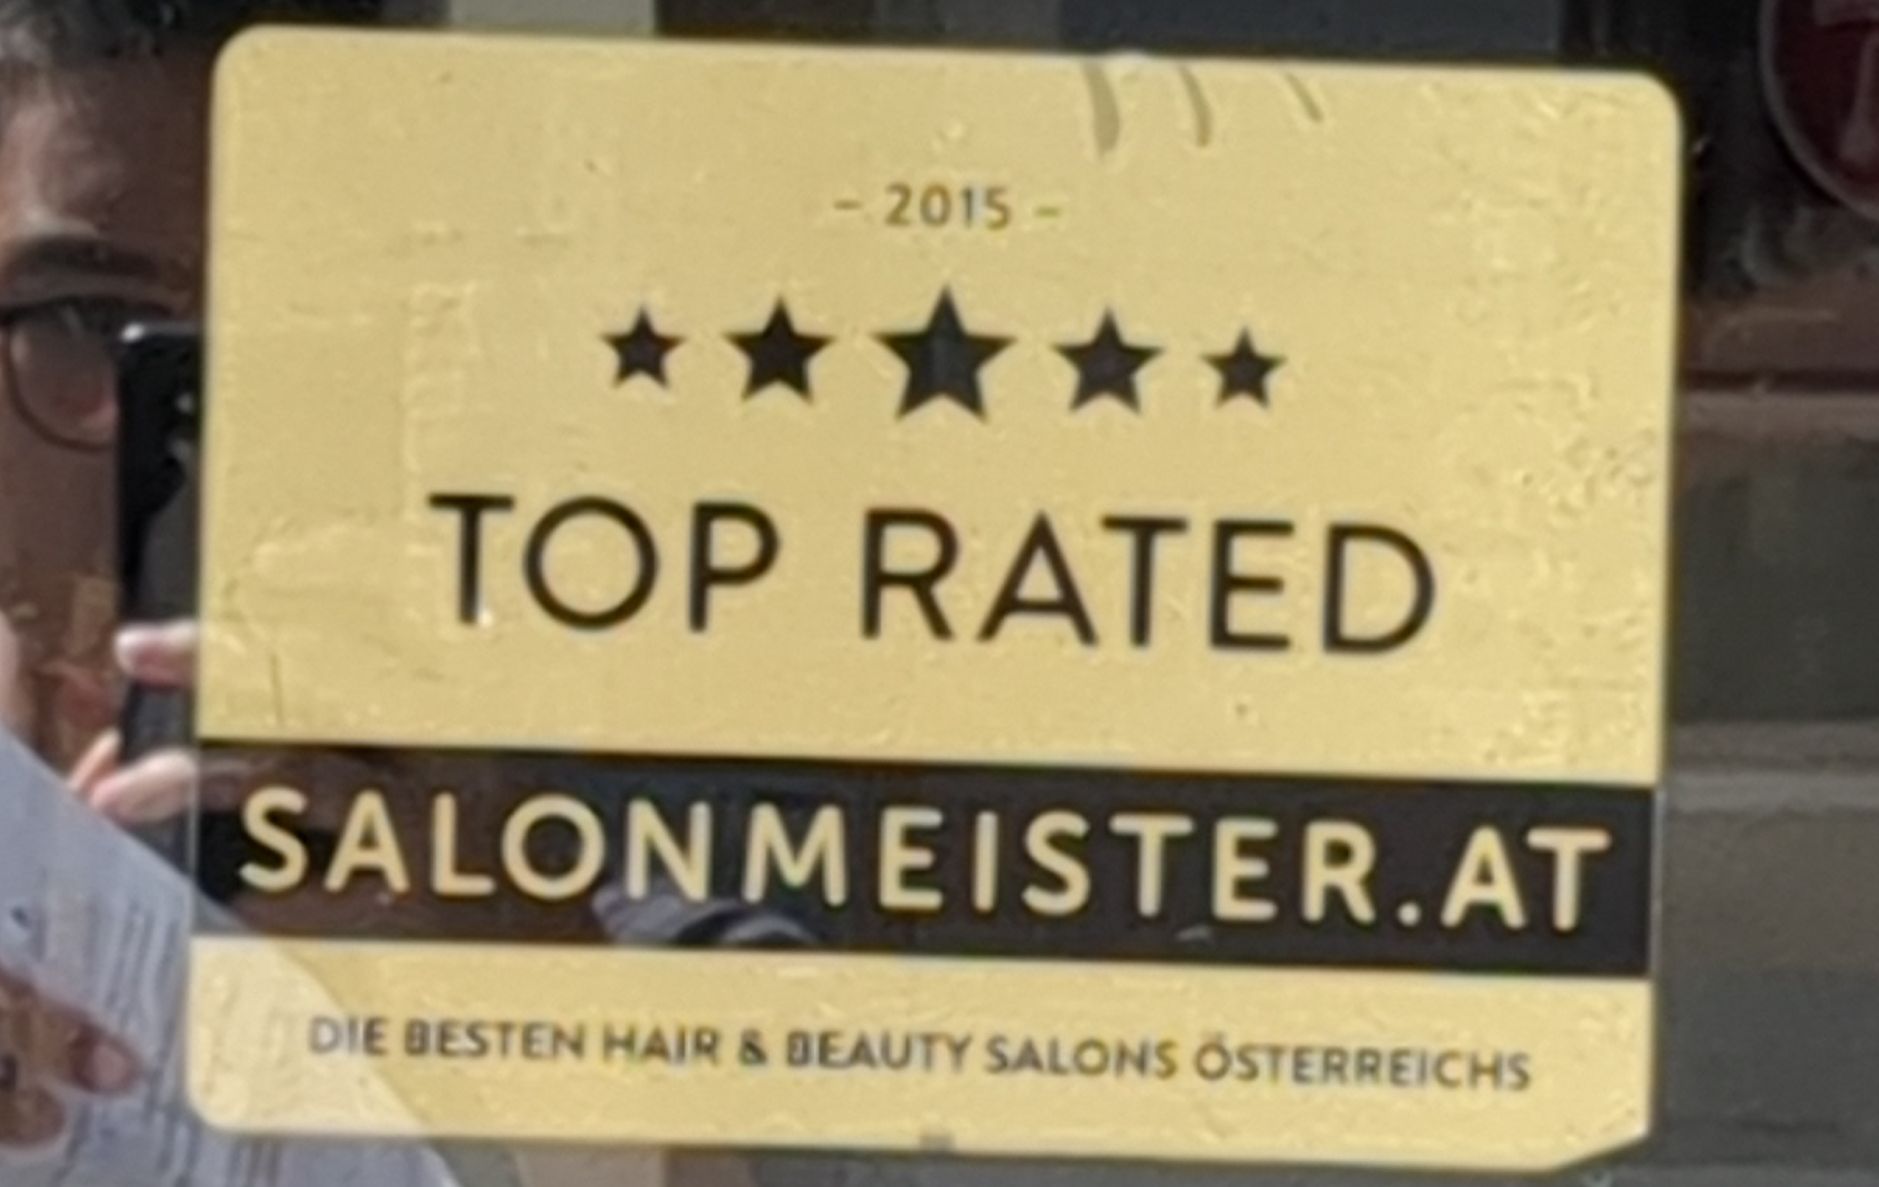 - 2015 -
TOP RATED
SALONMEISTER.AT
DIE BESTEN HAIR & BEAUTY SALONS ÖSTERREICHS